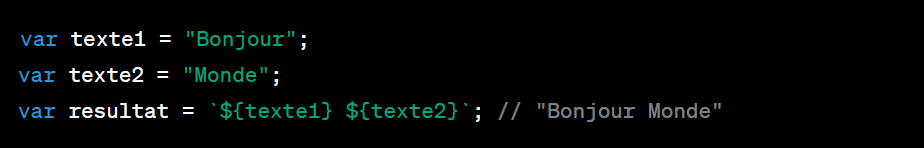 var texte1 = "Bonjour";
var texte2 = "Monde";
var resultat = `${texte1} ${texte2}`; // "Bonjour Monde"